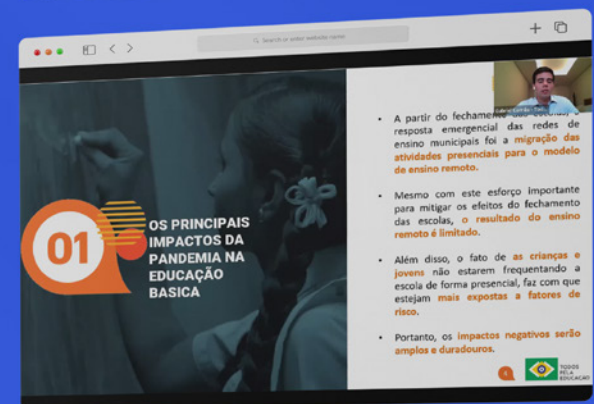 Search or select website name
01
OS PRINCIPAIS
IMPACTOS DA
PANDEMIA NA
EDUCAÇÃO
BASICA
• A partir do fechamento das escolas, a
resposta emergencial das redes de
ensino municipais foi a migração das
atividades presenciais para o modelo
de ensino remoto.
• Mesmo com este esforço importante
para mitigar os efeitos do fechamento
das escolas, o resultado do ensino
remoto é limitado.
• Além disso, o fato de as crianças e
jovens não estarem frequentando a
escola de forma presencial, faz com que
estejam mais expostas a fatores de
risco.
• Portanto, os impactos negativos serão
amplos e duradouros.
TODOS
PELA
EDUCAÇÃO